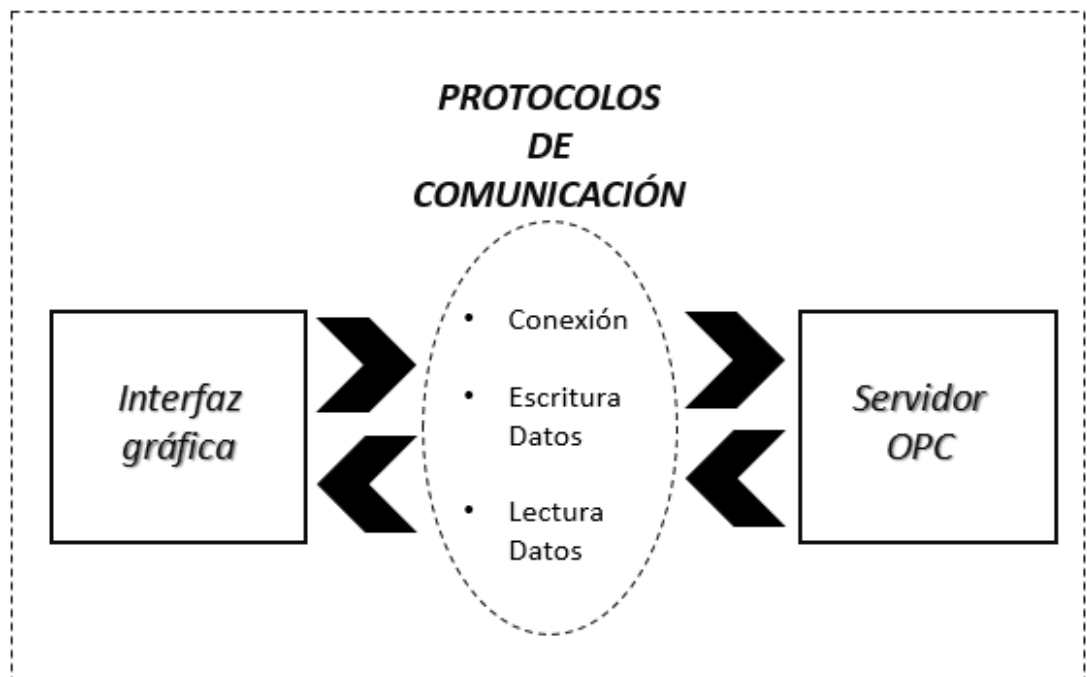 PROTOCOLOS
DE
COMUNICACIÓN
Interfaz
gráfica
• Conexión
• Escritura
Datos
• Lectura
Datos
Servidor
OPC